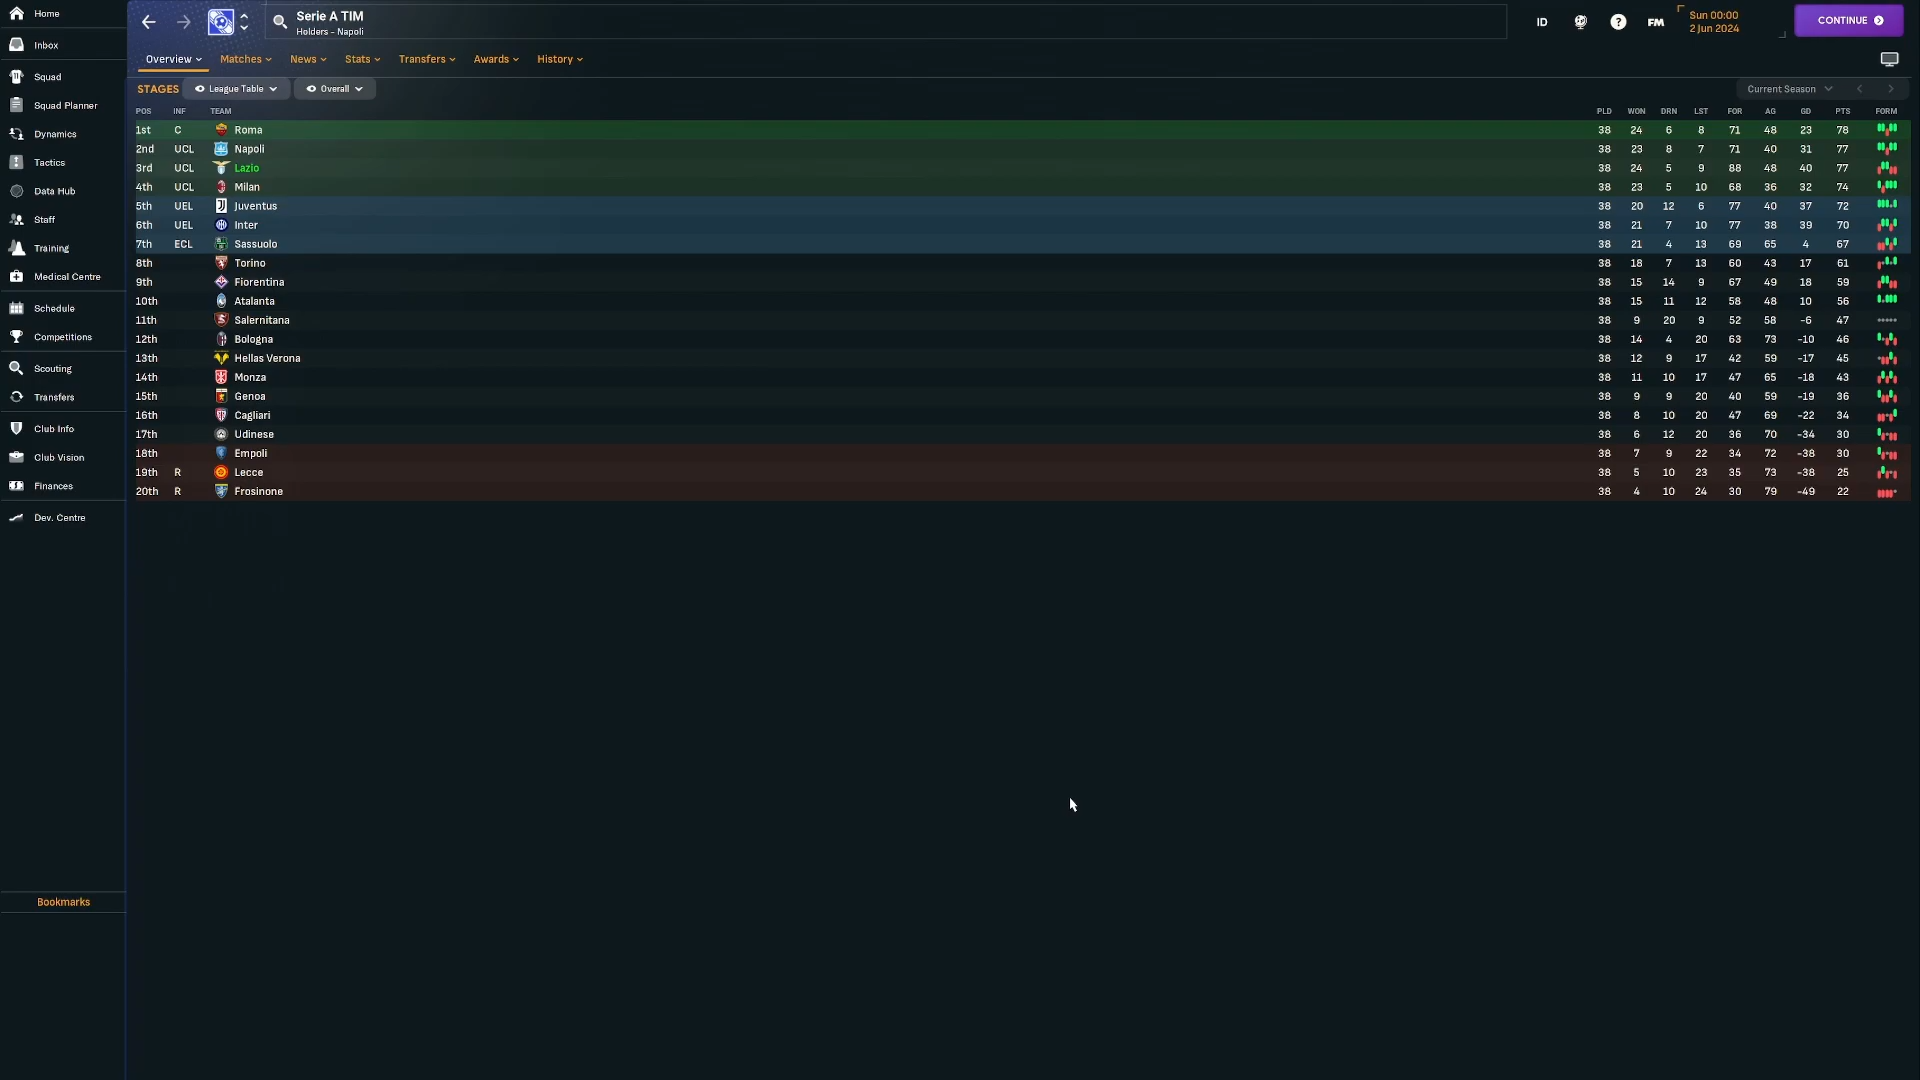 Home
Inbox
Squad
Squad Planner
Dynamics
Tactics
Data Hub
Staff
Training
Medical Centre
Schedule
Competitions
Scouting
Transfers
Club Info
Club Vision
Finances
Dev. Centre
Bookmarks
Serie A TIM
Holders - Napoli
ID
?
FM
Sun 00:00
2 Jun 2024
CONTINUE
Overview Matches News Stats Transfers Awards History
STAGES League Table Overall Current Season
POS INF TEAM PLD WON DRN LST FOR AG GD PTS FORM
1st C Roma 38 24 6 8 71 48 23 78
2nd UCL Napoli 38 23 8 7 71 40 31 77
3rd UCL Lazio 38 24 5 9 88 48 40 77
4th UCL Milan 38 23 5 10 68 36 32 74
5th UEL Juventus 38 20 12 6 77 40 37 72
6th UEL Inter 38 21 7 10 77 38 39 70
7th ECL Sassuolo 38 21 4 13 69 65 4 67
8th Torino 38 18 7 13 60 43 17 61
9th Fiorentina 38 15 14 9 67 49 18 59
10th Atalanta 38 15 11 12 58 48 10 56
11th Salernitana 38 9 20 9 52 58 -6 47
12th Bologna 38 14 4 20 63 73 -10 46
13th Hellas Verona 38 12 9 17 42 59 -17 45
14th Monza 38 11 10 17 47 65 -18 43
15th Genoa 38 9 9 20 40 59 -19 36
16th Cagliari 38 8 10 20 47 69 -22 34
17th Udinese 38 6 12 20 36 70 -34 30
18th Empoli 38 7 9 22 34 72 -38 30
19th R Lecce 38 5 10 23 35 73 -38 25
20th R Frosinone 38 4 10 24 30 79 -49 22